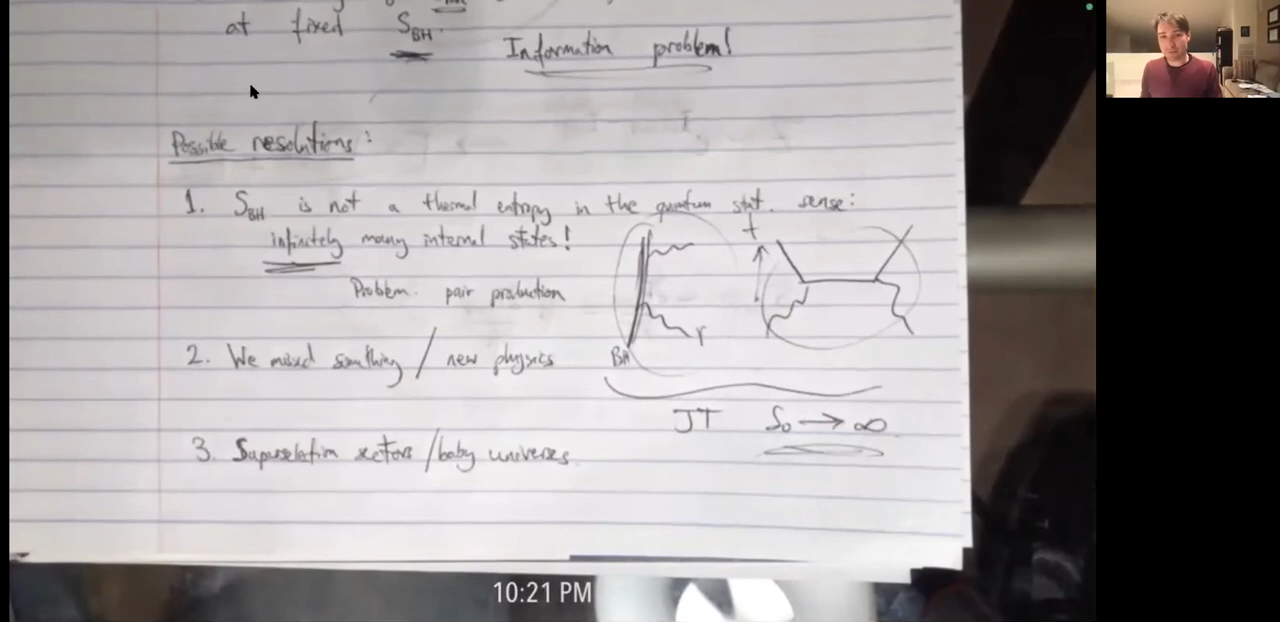 at fixed S_BH.
Information problem!
Possible resolutions:
1. S_BH is not a thermal entropy in the quantum stat. sense:
infinitely many internal states!
Problem. pair production
t
r
BH
2. We missed something / new physics
JT S₀ → ∞
3. Superselection sectors / baby universes
10:21 PM